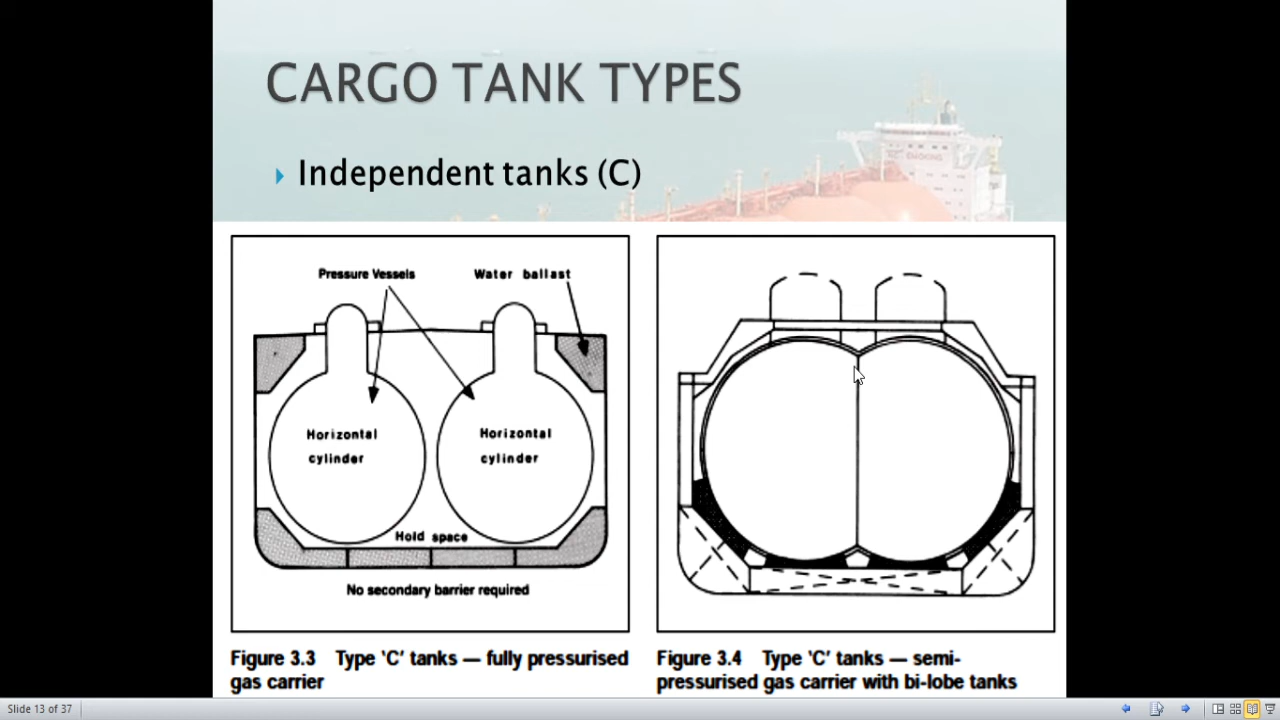 CARGO TANK TYPES
Independent tanks (C)
Pressure Vessels
Water ballast
Horizontal
cylinder
Horizontal
cylinder
Hold space
No secondary barrier required
Figure 3.3 Type 'C' tanks — fully pressurised
gas carrier
Figure 3.4 Type 'C' tanks — semi-
pressurised gas carrier with bi-lobe tanks
NO SMOKING
Slide 13 of 37